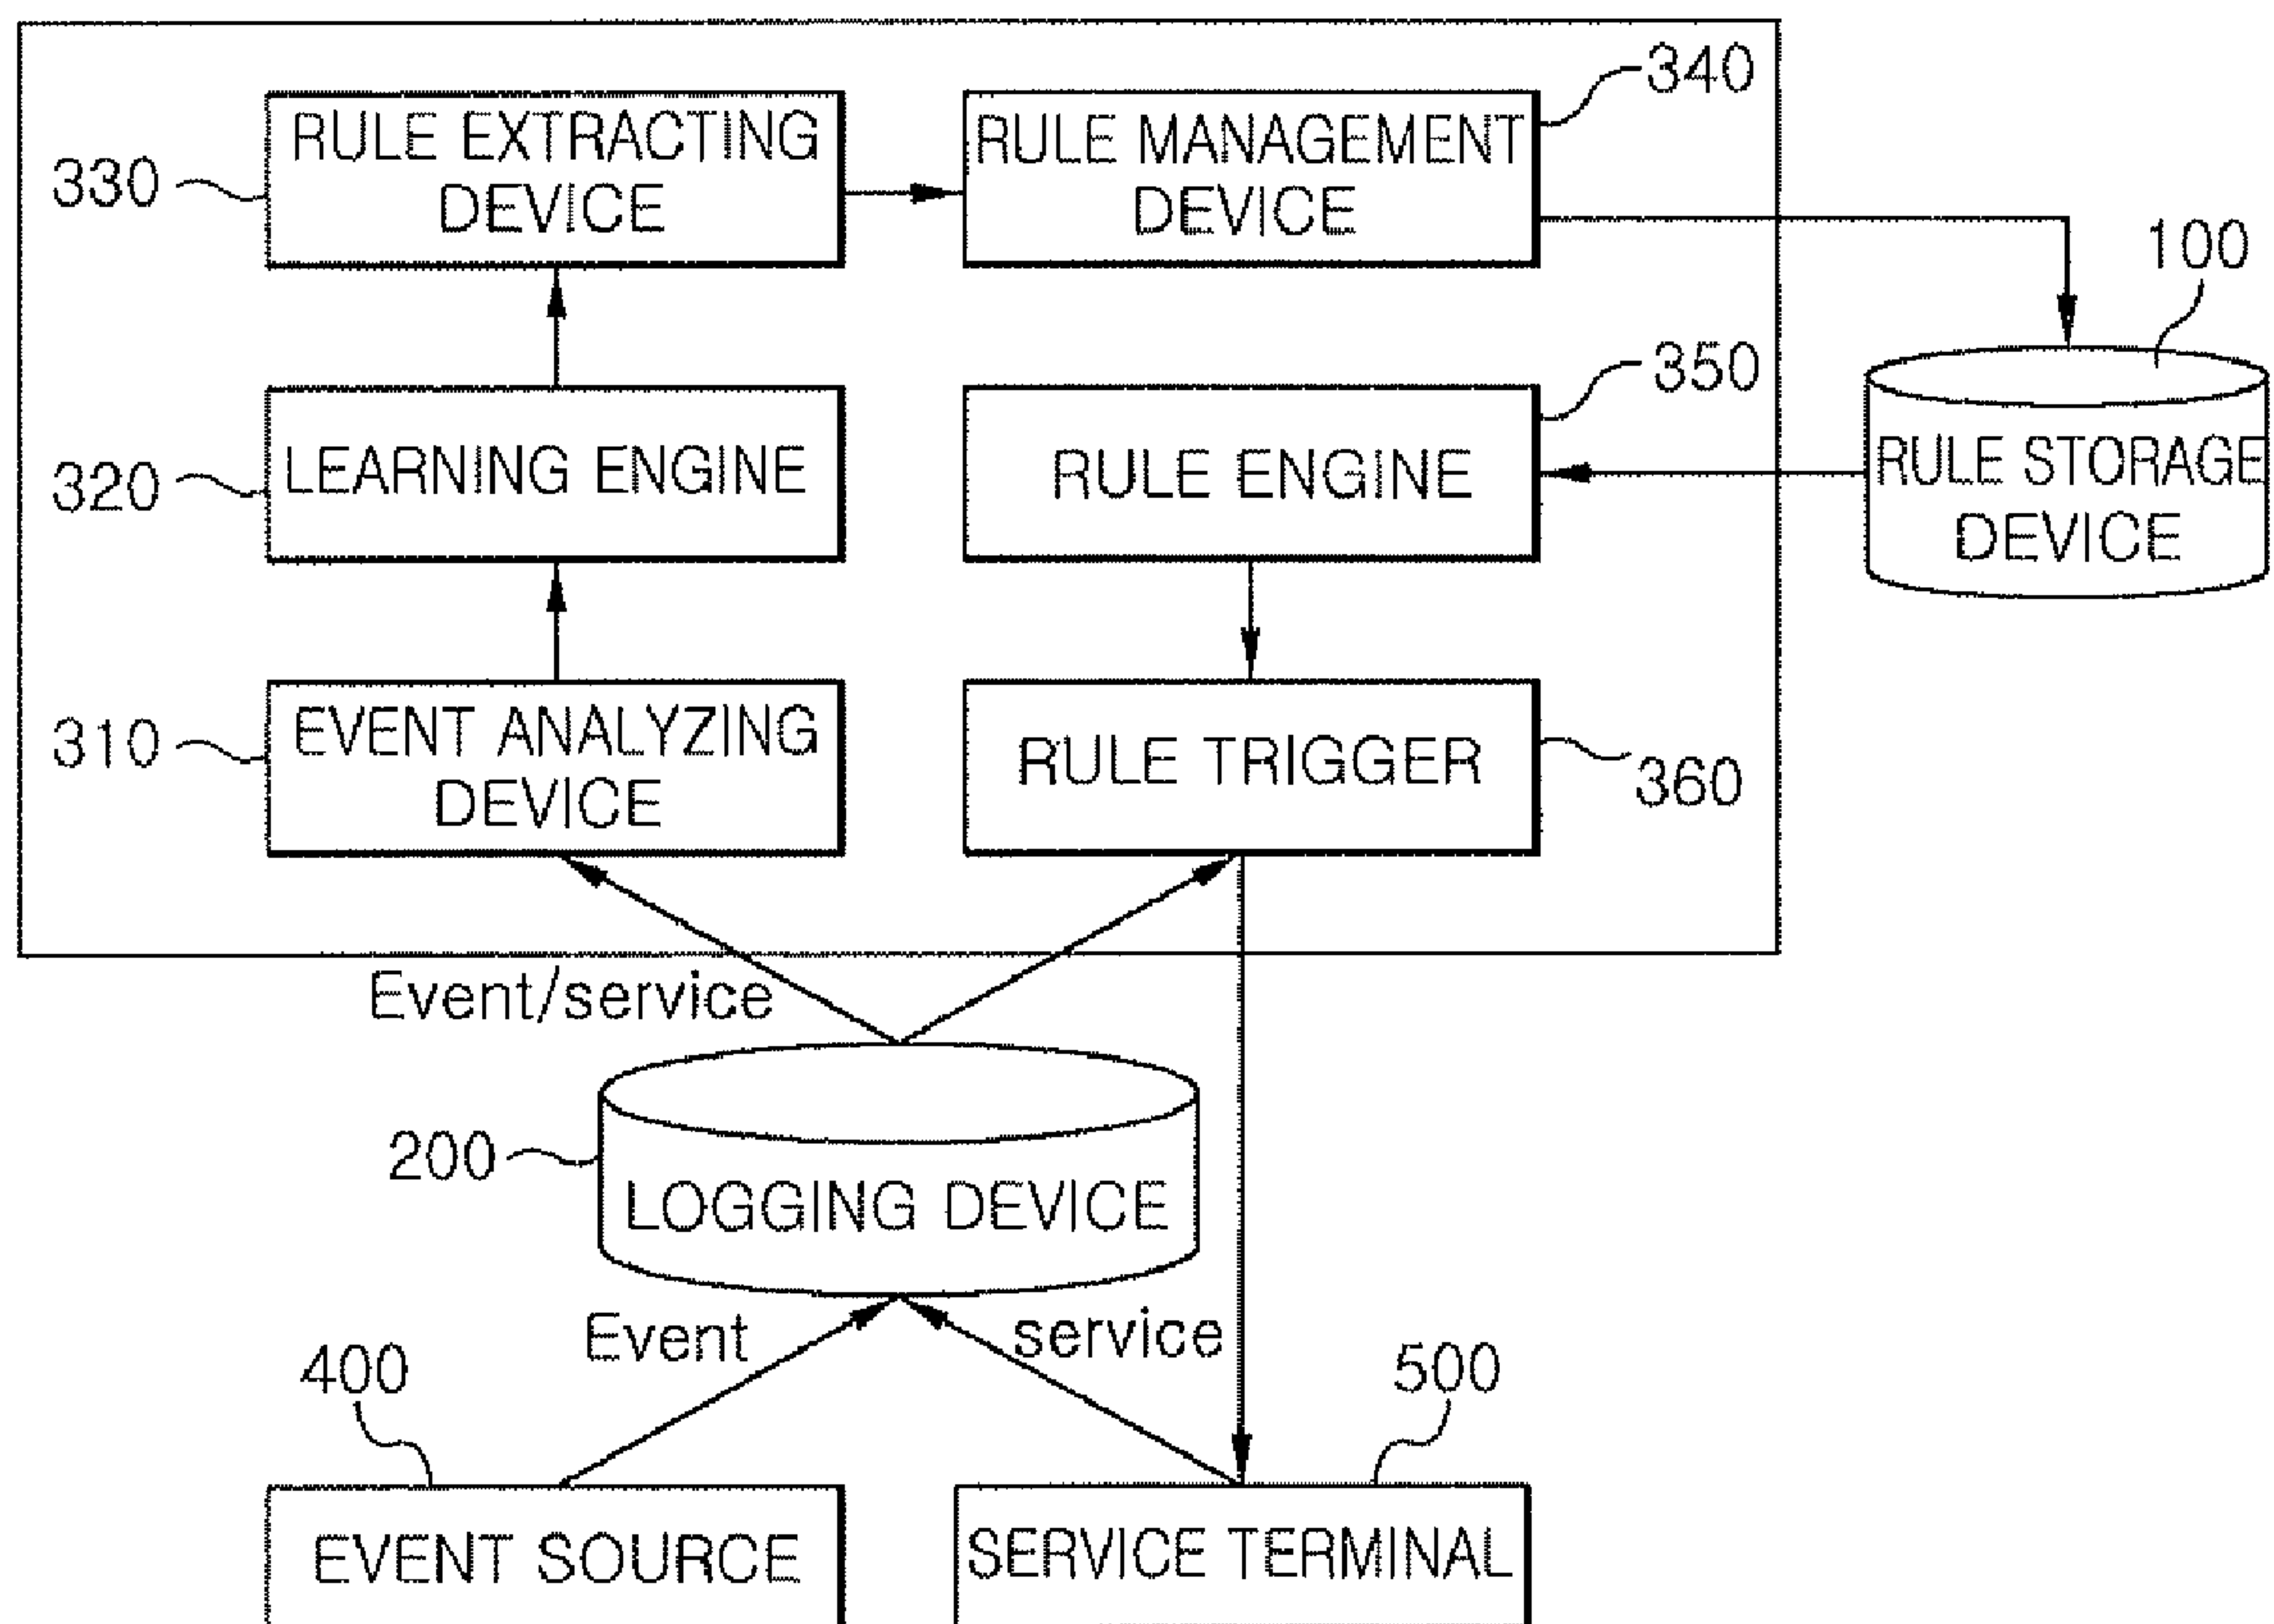 340
RULE EXTRACTING
DEVICE
330
RULE MANAGEMENT
DEVICE
100
350
LEARNING ENGINE
320
RULE ENGINE
RULE STORAGE
DEVICE
EVENT ANALYZING
DEVICE
310
RULE TRIGGER
360
Event/service
200
LOGGING DEVICE
Event
service
400
500
EVENT SOURCE
SERVICE TERMINAL